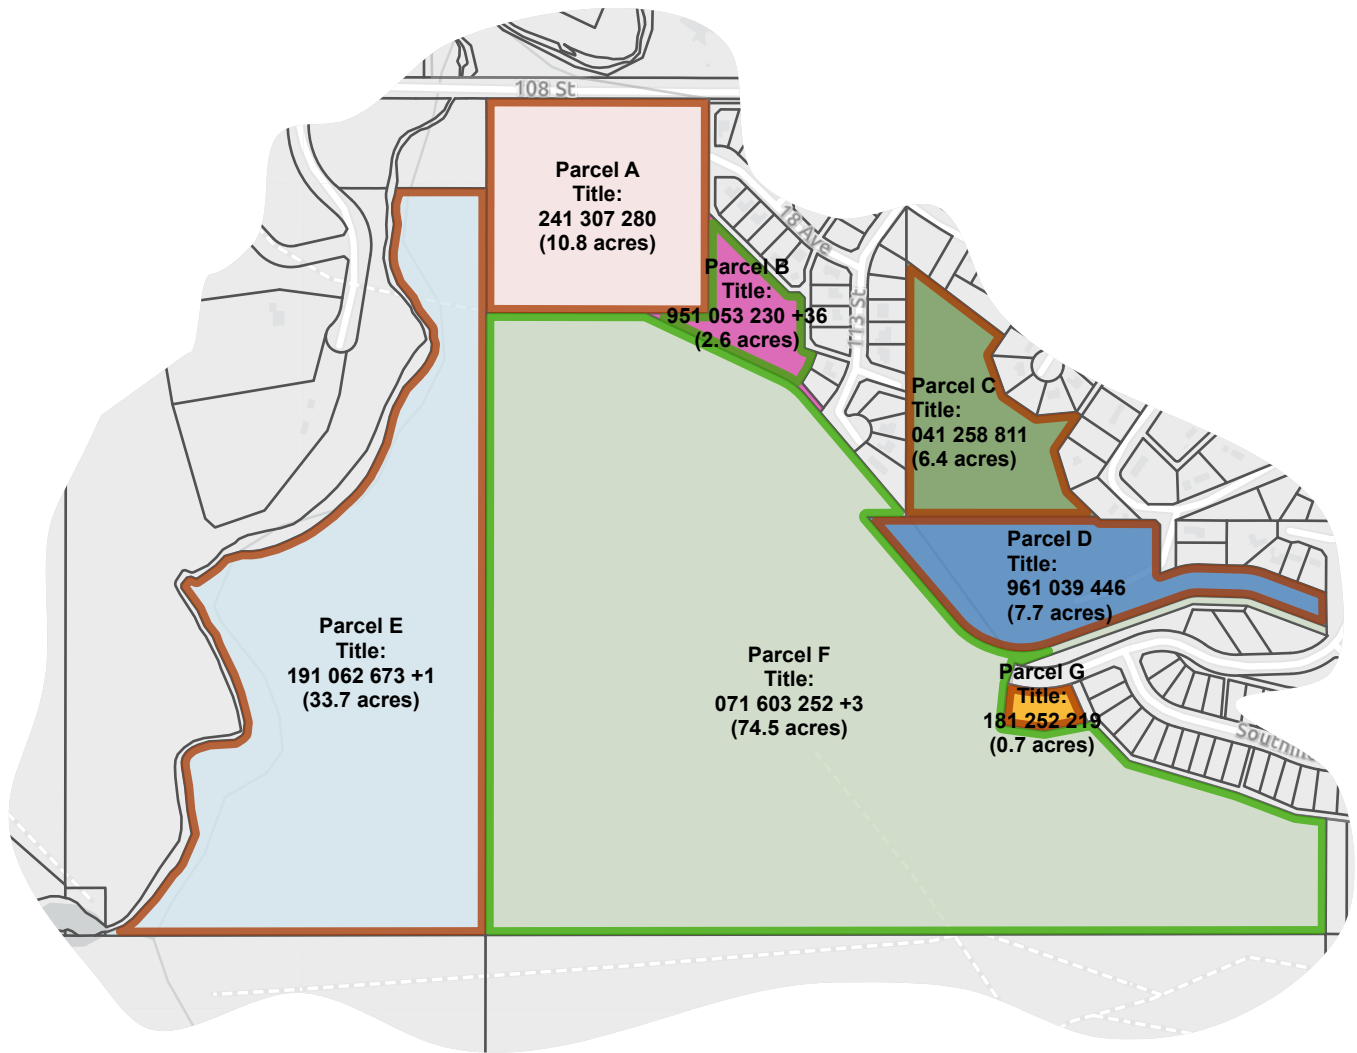 108 St
Parcel A
Title:
241 307 280
(10.8 acres)
18 Ave
Parcel B
Title:
951 053 230 +36
(2.6 acres)
113 St
Parcel C
Title:
041 258 811
(6.4 acres)
Parcel D
Title:
961 039 446
(7.7 acres)
Parcel E
Title:
191 062 673 +1
(33.7 acres)
Parcel F
Title:
071 603 252 +3
(74.5 acres)
Parcel G
Title:
181 252 219
(0.7 acres)